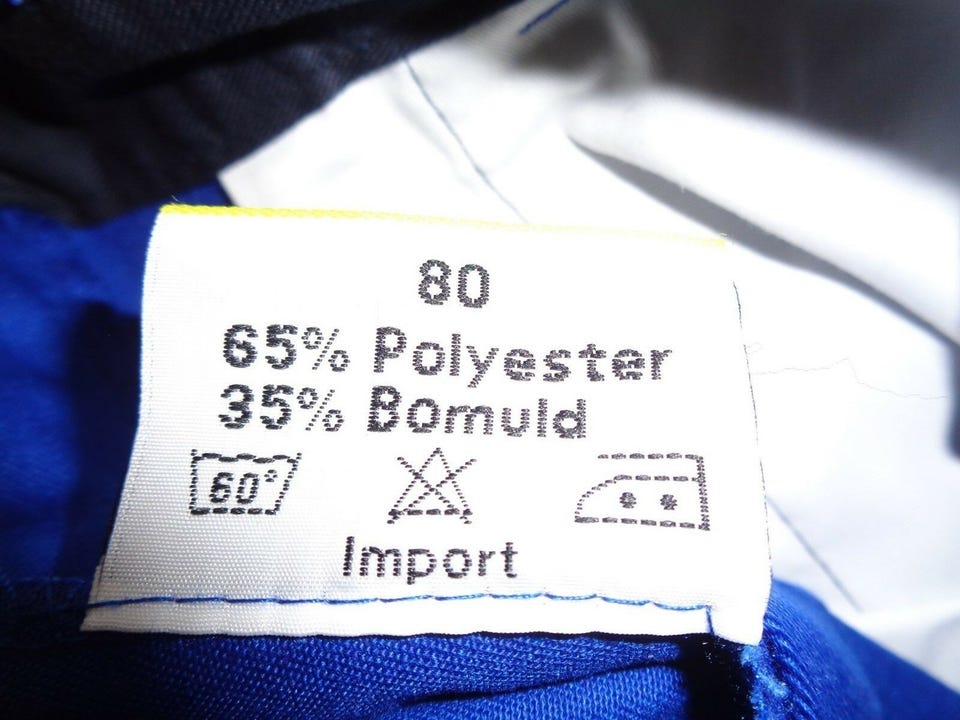 80
65% Polyester
35% Bomuld
60°
Import